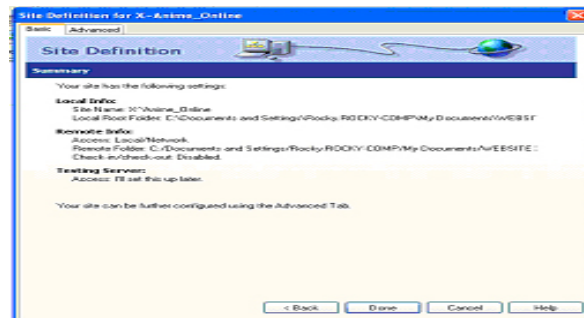 Site Definition for X-Anime_Online
Basic Advanced
Site Definition
Summary
Your site has the following settings:
Local Info:
Site Name: X^Anime_Online
Local Root Folder: C:\Documents and Settings\Rocky.ROCKY-COMP\My Documents\WEBSIT
Remote Info:
Access: Local/Network.
Remote Folder: C:/Documents and Settings/Rocky.ROCKY-COMP/My Documents/WEBSITE
Check-in/check-out: Disabled.
Testing Server:
Access: I'll set this up later.
Your site can be further configured using the Advanced Tab.
< Back Done Cancel Help